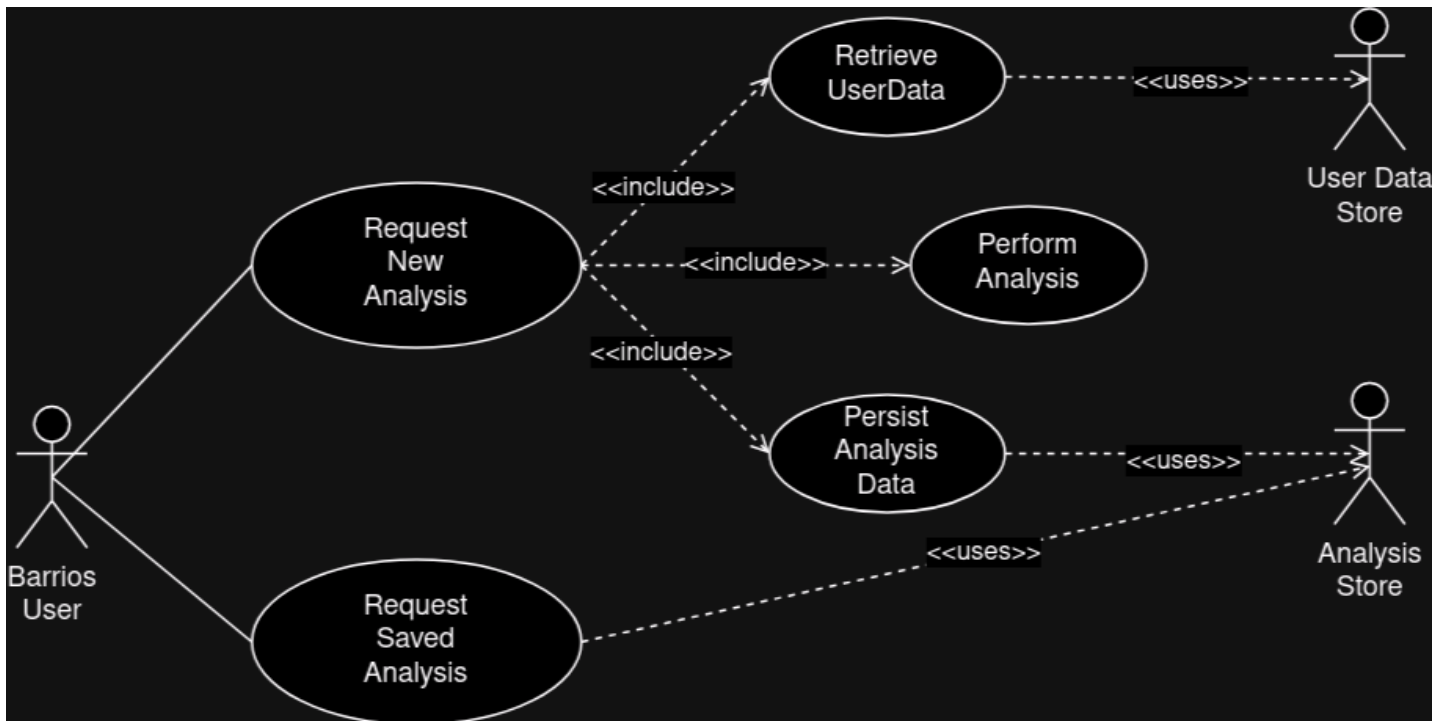 Retrieve
UserData
<<uses>>
User Data
Store
<<include>>
Request
New
Analysis
<<include>>
Perform
Analysis
<<include>>
Persist
Analysis
Data
<<uses>>
<<uses>>
Analysis
Store
Barrios
User
Request
Saved
Analysis